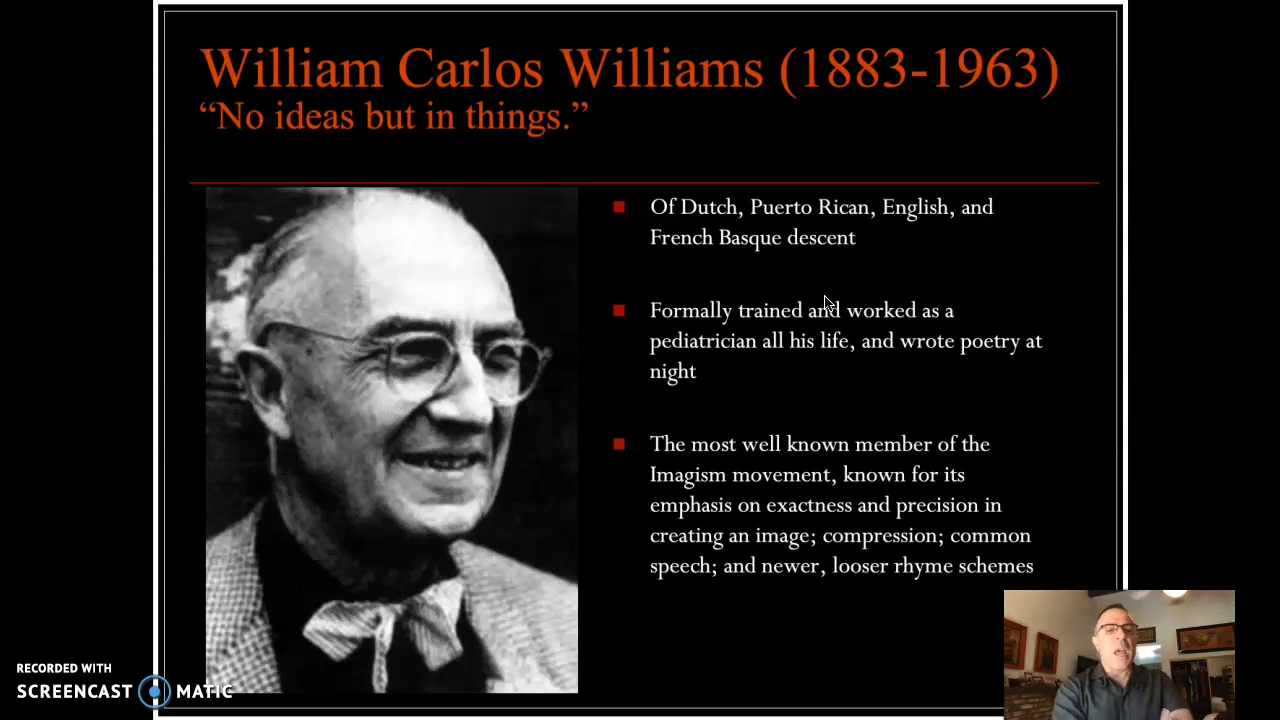 William Carlos Williams (1883-1963)
“No ideas but in things.”
Of Dutch, Puerto Rican, English, and
French Basque descent
Formally trained and worked as a
pediatrician all his life, and wrote poetry at
night
The most well known member of the
Imagism movement, known for its
emphasis on exactness and precision in
creating an image; compression; common
speech; and newer, looser rhyme schemes
RECORDED WITH
SCREENCAST MATIC